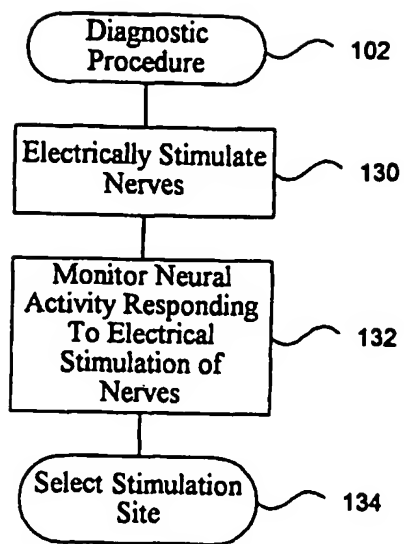 Diagnostic
Procedure
102
Electrically Stimulate
Nerves
130
Monitor Neural
Activity Responding
To Electrical
Stimulation of
Nerves
132
Select Stimulation
Site
134